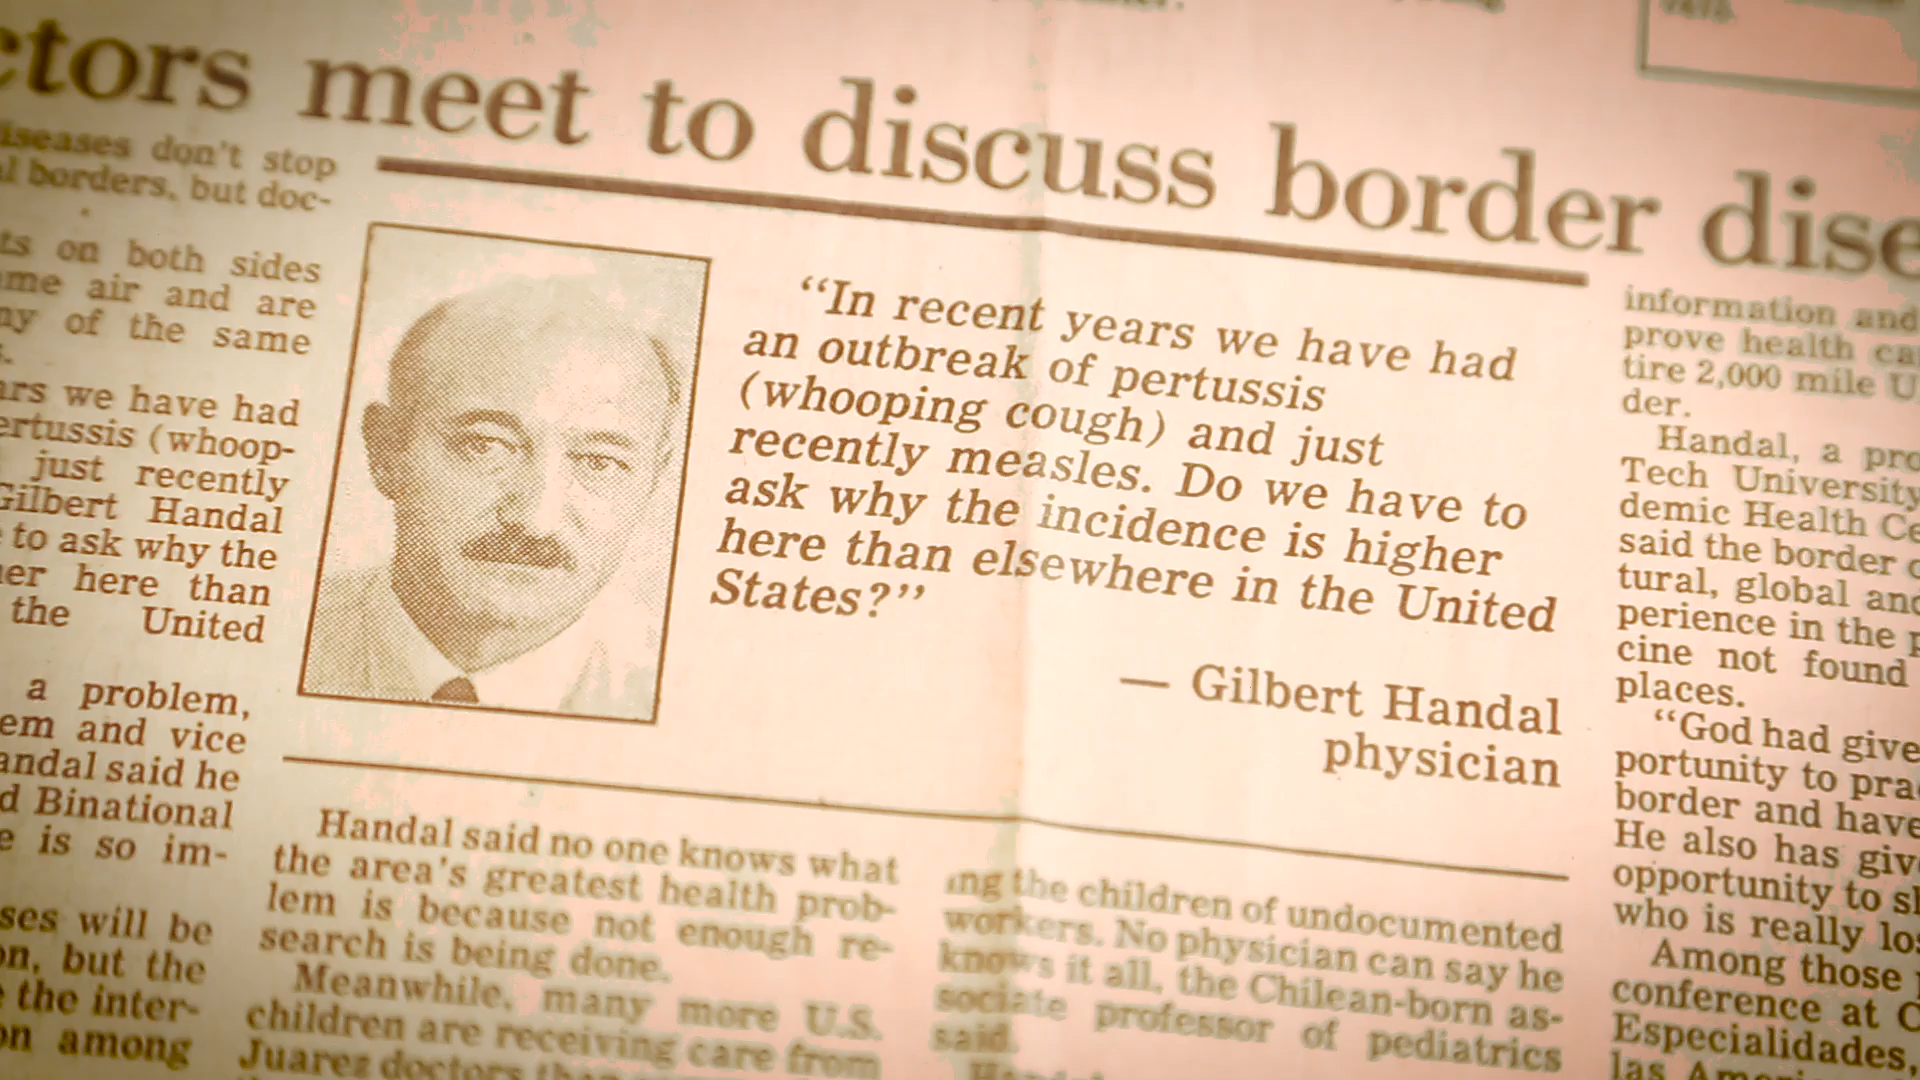 ctors meet to discuss border dise
iseases don't stop
al borders, but doc-
ts on both sides
me air and are
ny of the same
s.
ars we have had
ertussis (whoop-
just recently
Gilbert Handal
to ask why the
er here than
the United
a problem,
em and vice
andal said he
d Binational
e is so im-
ses will be
on, but the
the inter-
on among
"In recent years we have had
an outbreak of pertussis
(whooping cough) and just
recently measles. Do we have to
ask why the incidence is higher
here than elsewhere in the United
States?"
— Gilbert Handal
physician
Handal said no one knows what
the area's greatest health prob-
lem is because not enough re-
search is being done.
Meanwhile, many more U.S.
children are receiving care from
Juarez doctors than
ing the children of undocumented
workers. No physician can say he
knows it all, the Chilean-born as-
sociate professor of pediatrics
said.
information and
prove health ca
tire 2,000 mile U
der.
Handal, a pro
Tech University
demic Health Ce
said the border c
tural, global and
perience in the p
cine not found
places.
"God had give
portunity to pra
border and have
He also has giv
opportunity to sh
who is really los
Among those p
conference at C
Especialidades,
las Ameri